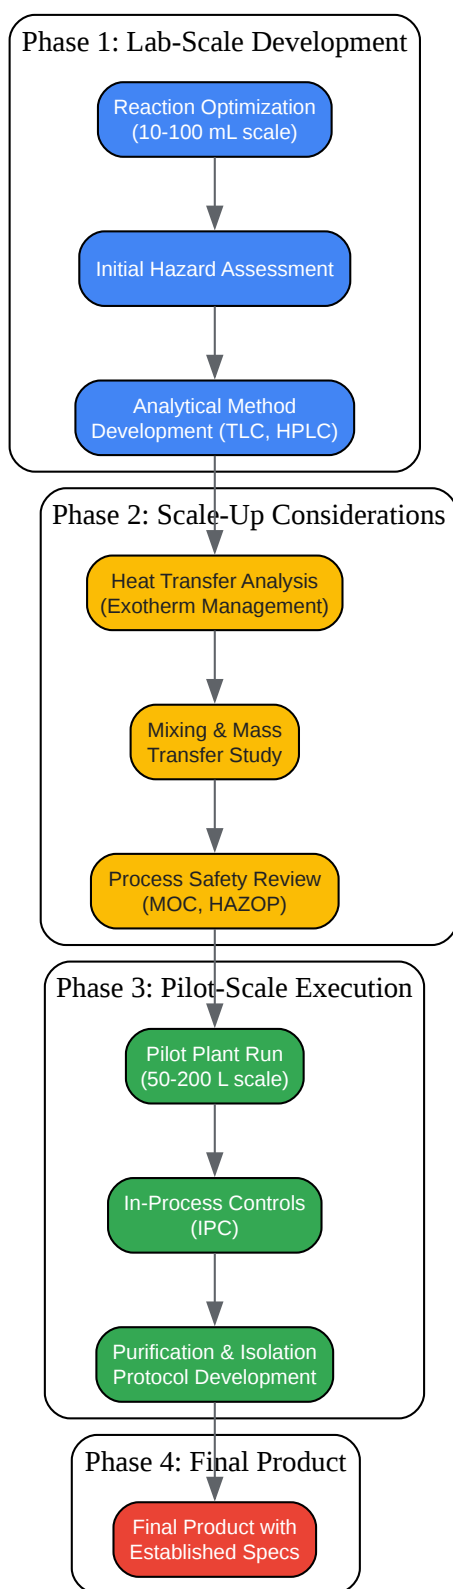 Phase 1: Lab-Scale Development
Reaction Optimization
(10-100 mL scale)
Initial Hazard Assessment
Analytical Method
Development (TLC, HPLC)
Phase 2: Scale-Up Considerations
Heat Transfer Analysis
(Exotherm Management)
Mixing & Mass
Transfer Study
Process Safety Review
(MOC, HAZOP)
Phase 3: Pilot-Scale Execution
Pilot Plant Run
(50-200 L scale)
In-Process Controls
(IPC)
Purification & Isolation
Protocol Development
Phase 4: Final Product
Final Product with
Established Specs